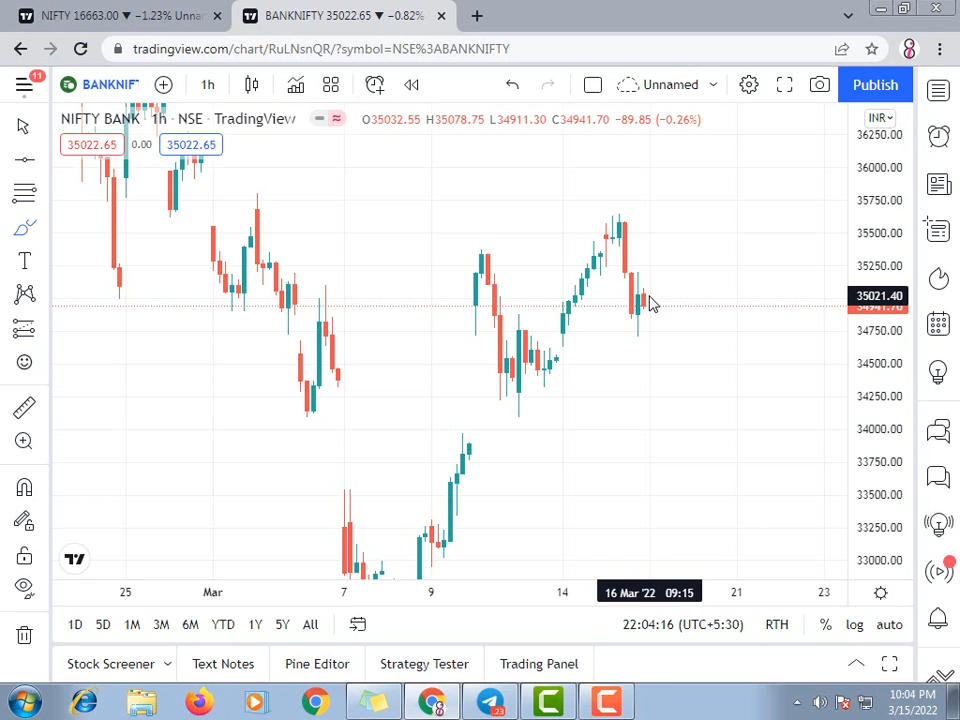 NIFTY 16663.00 ▼ −1.23% Unnar
BANKNIFTY 35022.65 ▼ −0.82%
tradingview.com/chart/RuLNsnQR/?symbol=NSE%3ABANKNIFTY
11
BANKNIF
1h
Unnamed
Publish
NIFTY BANK · 1h · NSE · TradingView
O35032.55 H35078.75 L34911.30 C34941.70 −89.85 (−0.26%)
INR
35022.65
0.00
35022.65
36250.00
36000.00
35750.00
35500.00
35250.00
35021.40
34941.70
34750.00
34500.00
34250.00
34000.00
33750.00
33500.00
33250.00
33000.00
25
Mar
7
9
14
16 Mar '22 09:15
21
23
1D 5D 1M 3M 6M YTD 1Y 5Y All
22:04:16 (UTC+5:30)
RTH
% log auto
Stock Screener
Text Notes
Pine Editor
Strategy Tester
Trading Panel
23
10:04 PM
3/15/2022